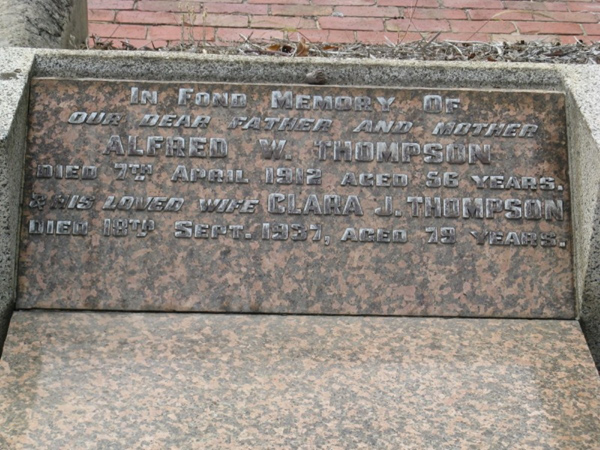 In Fond Memory Of
OUR DEAR FATHER AND MOTHER
ALFRED W. THOMPSON
DIED 7TH APRIL 1912 AGED 56 YEARS.
& HIS LOVED WIFE CLARA J. THOMPSON
DIED 18TH SEPT. 1937, AGED 79 YEARS.